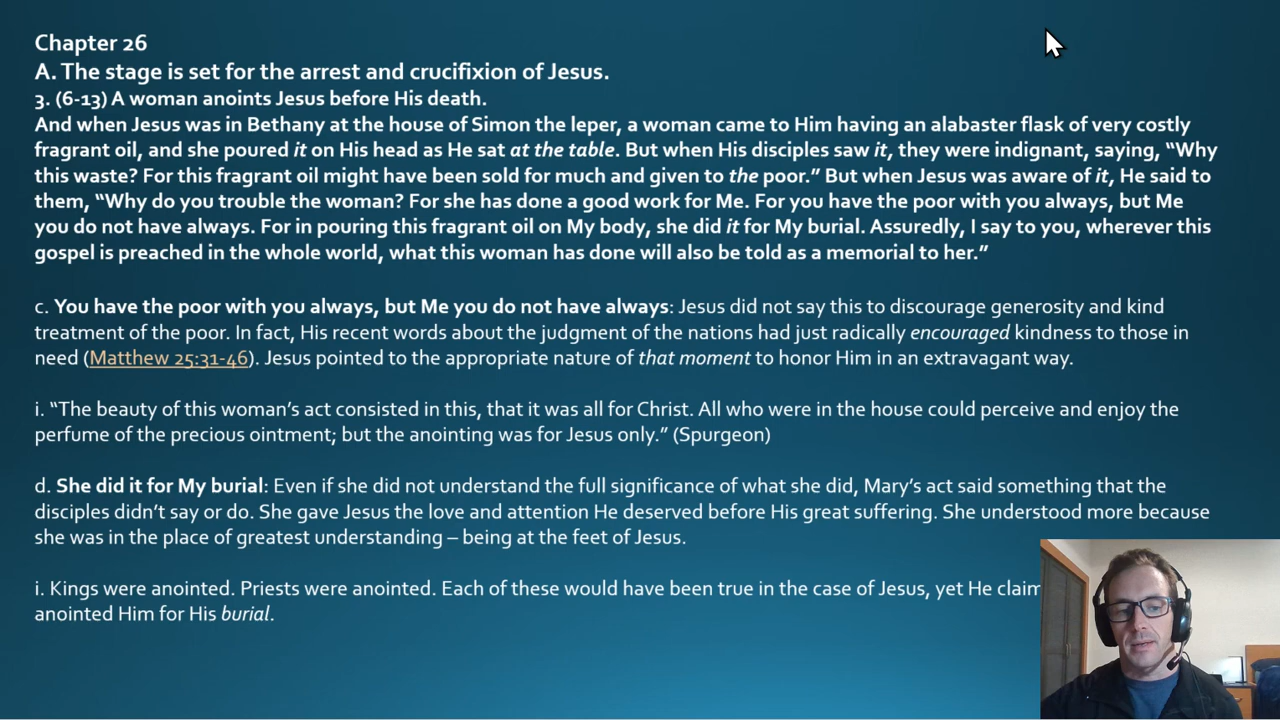 Chapter 26
A. The stage is set for the arrest and crucifixion of Jesus.
3. (6-13) A woman anoints Jesus before His death.
And when Jesus was in Bethany at the house of Simon the leper, a woman came to Him having an alabaster flask of very costly
fragrant oil, and she poured it on His head as He sat at the table. But when His disciples saw it, they were indignant, saying, “Why
this waste? For this fragrant oil might have been sold for much and given to the poor.” But when Jesus was aware of it, He said to
them, “Why do you trouble the woman? For she has done a good work for Me. For you have the poor with you always, but Me
you do not have always. For in pouring this fragrant oil on My body, she did it for My burial. Assuredly, I say to you, wherever this
gospel is preached in the whole world, what this woman has done will also be told as a memorial to her.”
c. You have the poor with you always, but Me you do not have always: Jesus did not say this to discourage generosity and kind
treatment of the poor. In fact, His recent words about the judgment of the nations had just radically encouraged kindness to those in
need (Matthew 25:31-46). Jesus pointed to the appropriate nature of that moment to honor Him in an extravagant way.
i. “The beauty of this woman’s act consisted in this, that it was all for Christ. All who were in the house could perceive and enjoy the
perfume of the precious ointment; but the anointing was for Jesus only.” (Spurgeon)
d. She did it for My burial: Even if she did not understand the full significance of what she did, Mary’s act said something that the
disciples didn’t say or do. She gave Jesus the love and attention He deserved before His great suffering. She understood more because
she was in the place of greatest understanding – being at the feet of Jesus.
i. Kings were anointed. Priests were anointed. Each of these would have been true in the case of Jesus, yet He claim
anointed Him for His burial.